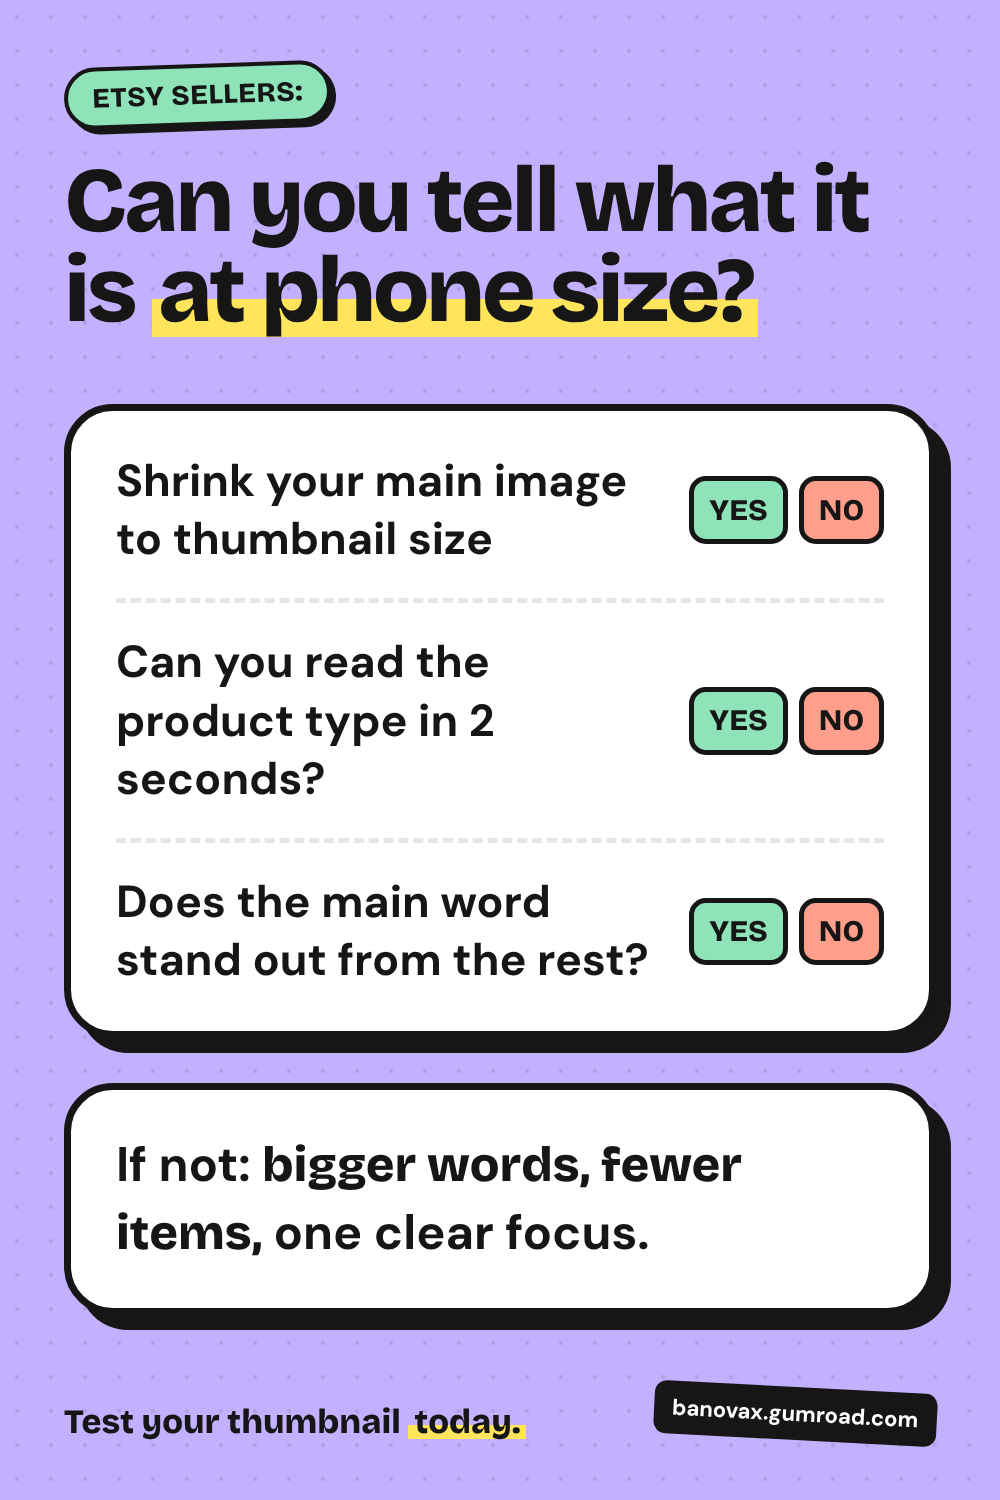 ETSY SELLERS:
Can you tell what it
is at phone size?
Shrink your main image
to thumbnail size
YES NO
Can you read the
product type in 2
seconds?
YES NO
Does the main word
stand out from the rest?
YES NO
If not: bigger words, fewer
items, one clear focus.
Test your thumbnail today.
banovax.gumroad.com